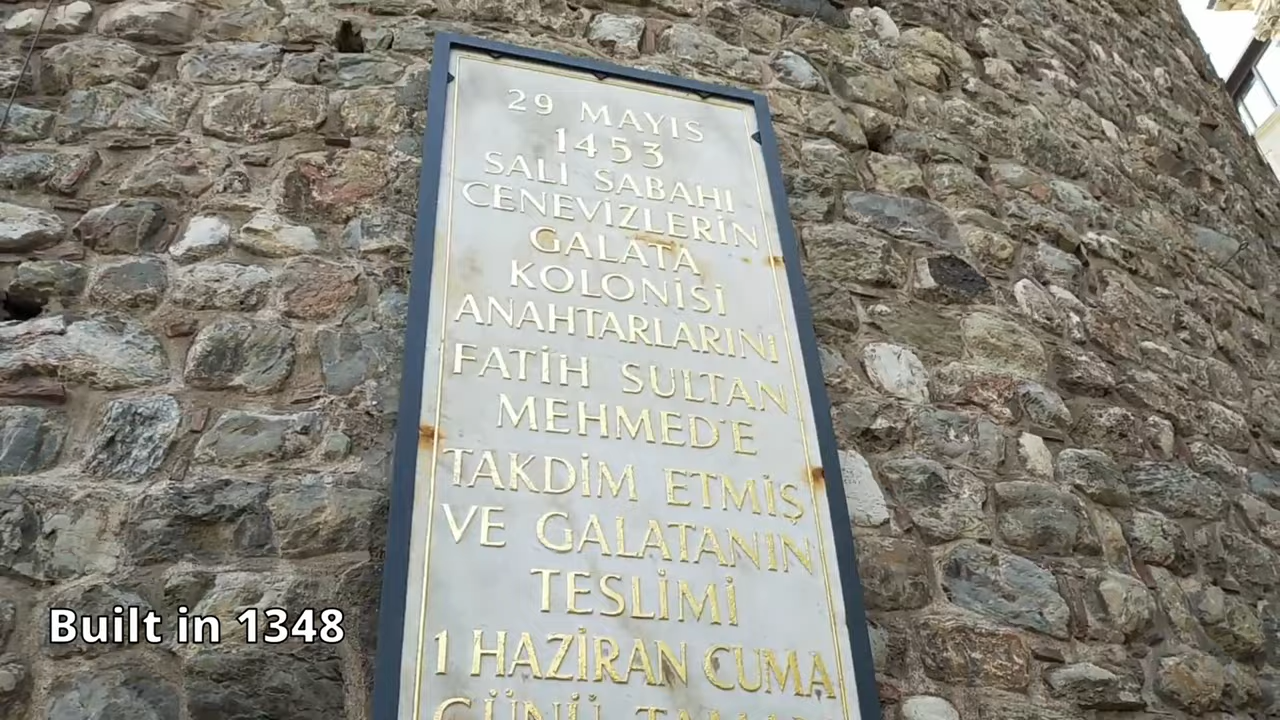 29 MAYIS
1453
SALI SABAHI
CENEVİZLERİN
GALATA
KOLONİSİ
ANAHTARLARINI
FATİH SULTAN
MEHMED'E
TAKDİM ETMİŞ
VE GALATANIN
TESLİMİ
1 HAZİRAN CUMA
GÜNÜ
Built in 1348